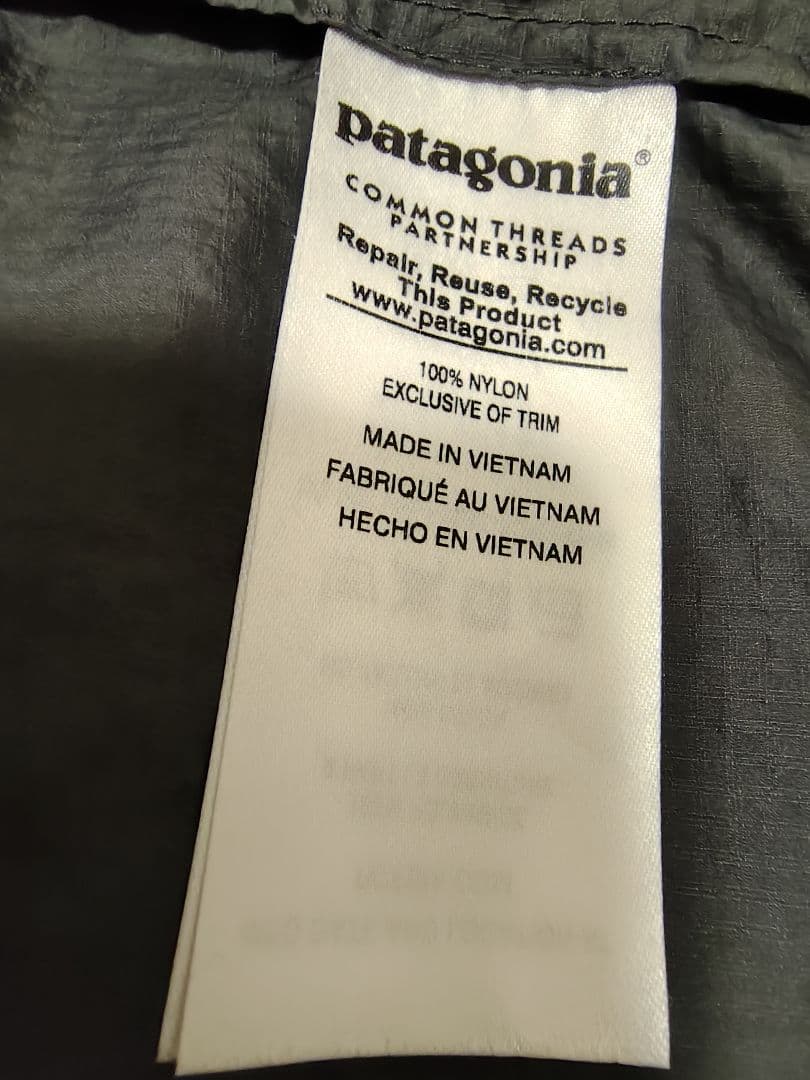 patagonia®
COMMON THREADS
PARTNERSHIP
Repair, Reuse, Recycle
This Product
www.patagonia.com
100% NYLON
EXCLUSIVE OF TRIM
MADE IN VIETNAM
FABRIQUÉ AU VIETNAM
HECHO EN VIETNAM